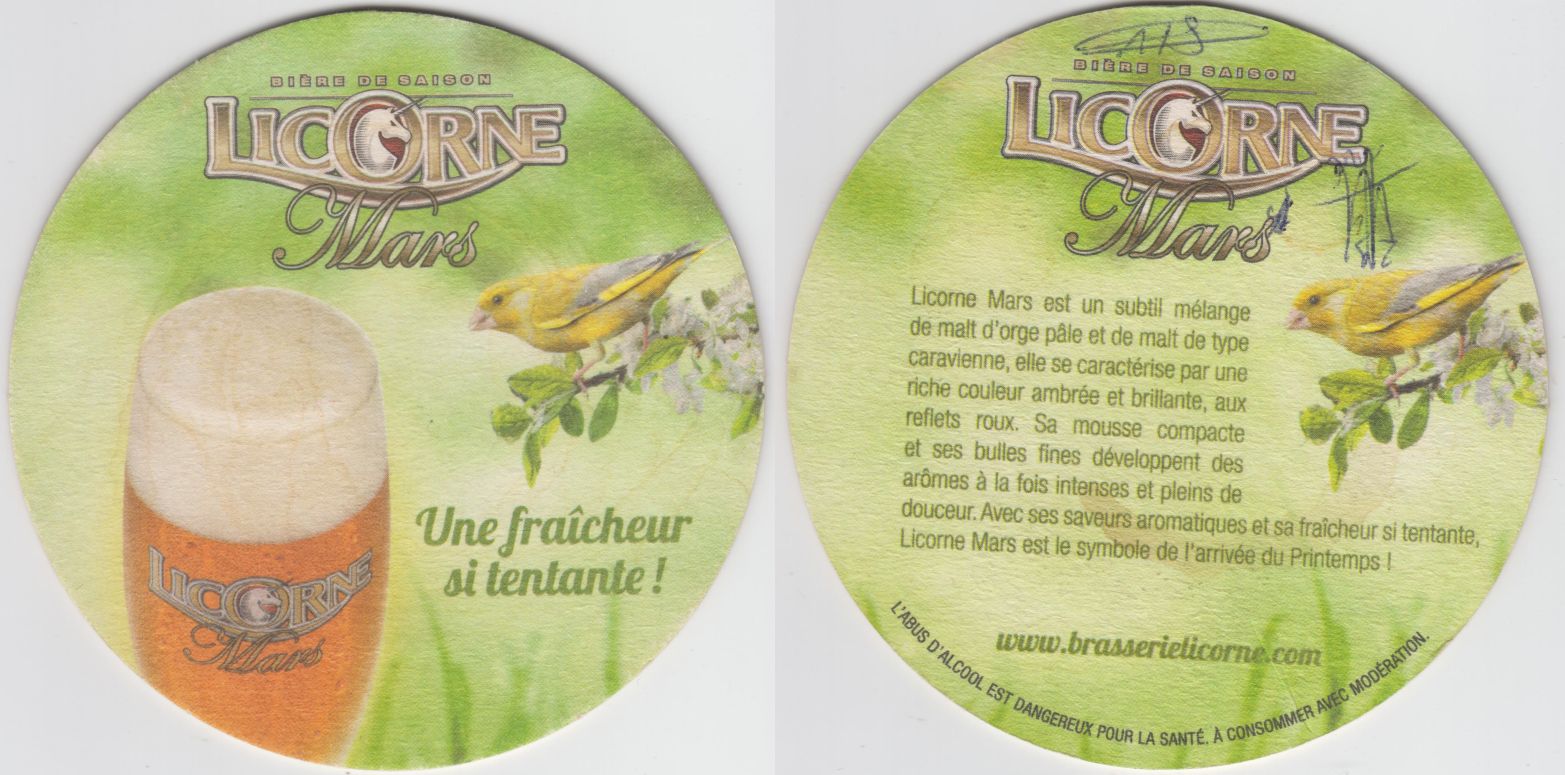 BIÈRE DE SAISON
LICORNE
Mars
Une fraîcheur
si tentante !
LICORNE
Mars
BIÈRE DE SAISON
LICORNE
Mars
Licorne Mars est un subtil mélange
de malt d'orge pâle et de malt de type
caravienne, elle se caractérise par une
riche couleur ambrée et brillante, aux
reflets roux. Sa mousse compacte
et ses bulles fines développent des
arômes à la fois intenses et pleins de
douceur. Avec ses saveurs aromatiques et sa fraîcheur si tentante,
Licorne Mars est le symbole de l'arrivée du Printemps !
www.brasserielicorne.com
L'ABUS D'ALCOOL EST DANGEREUX POUR LA SANTÉ. À CONSOMMER AVEC MODÉRATION.